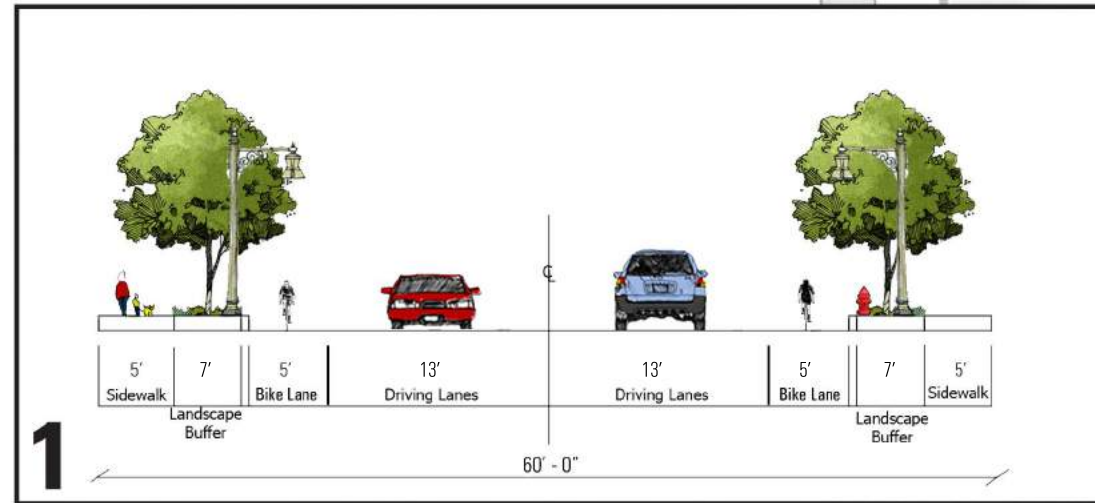 5' 7' 5' 13' 13' 5' 7' 5'
Sidewalk Bike Lane Driving Lanes Driving Lanes Bike Lane Sidewalk
Landscape Landscape
Buffer Buffer
1
60' - 0"